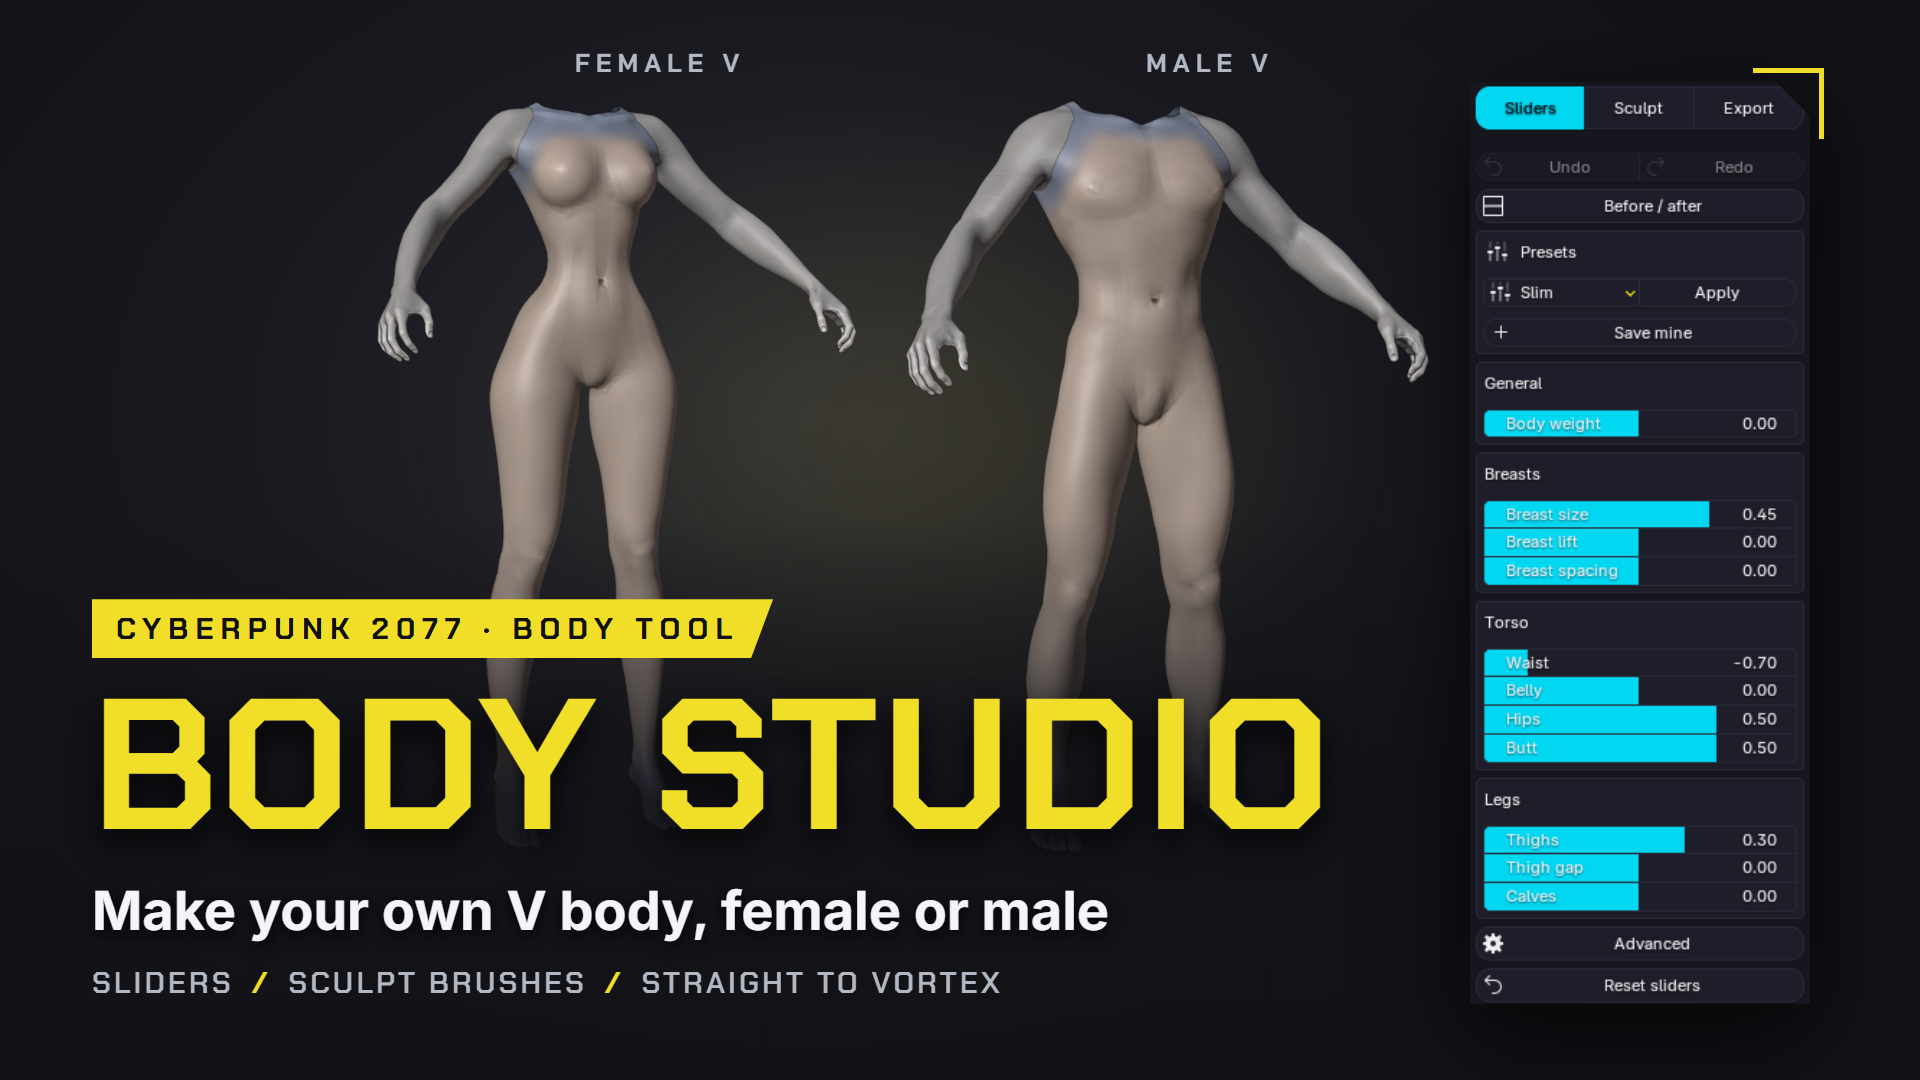 FEMALE V
MALE V
Sliders
Sculpt
Export
Undo
Redo
Before / after
Presets
Slim
Apply
Save mine
General
Body weight 0.00
Breasts
Breast size 0.45
Breast lift 0.00
Breast spacing 0.00
Torso
Waist -0.70
Belly 0.00
Hips 0.50
Butt 0.50
Legs
Thighs 0.30
Thigh gap 0.00
Calves 0.00
Advanced
Reset sliders
CYBERPUNK 2077 · BODY TOOL
BODY STUDIO
Make your own V body, female or male
SLIDERS / SCULPT BRUSHES / STRAIGHT TO VORTEX